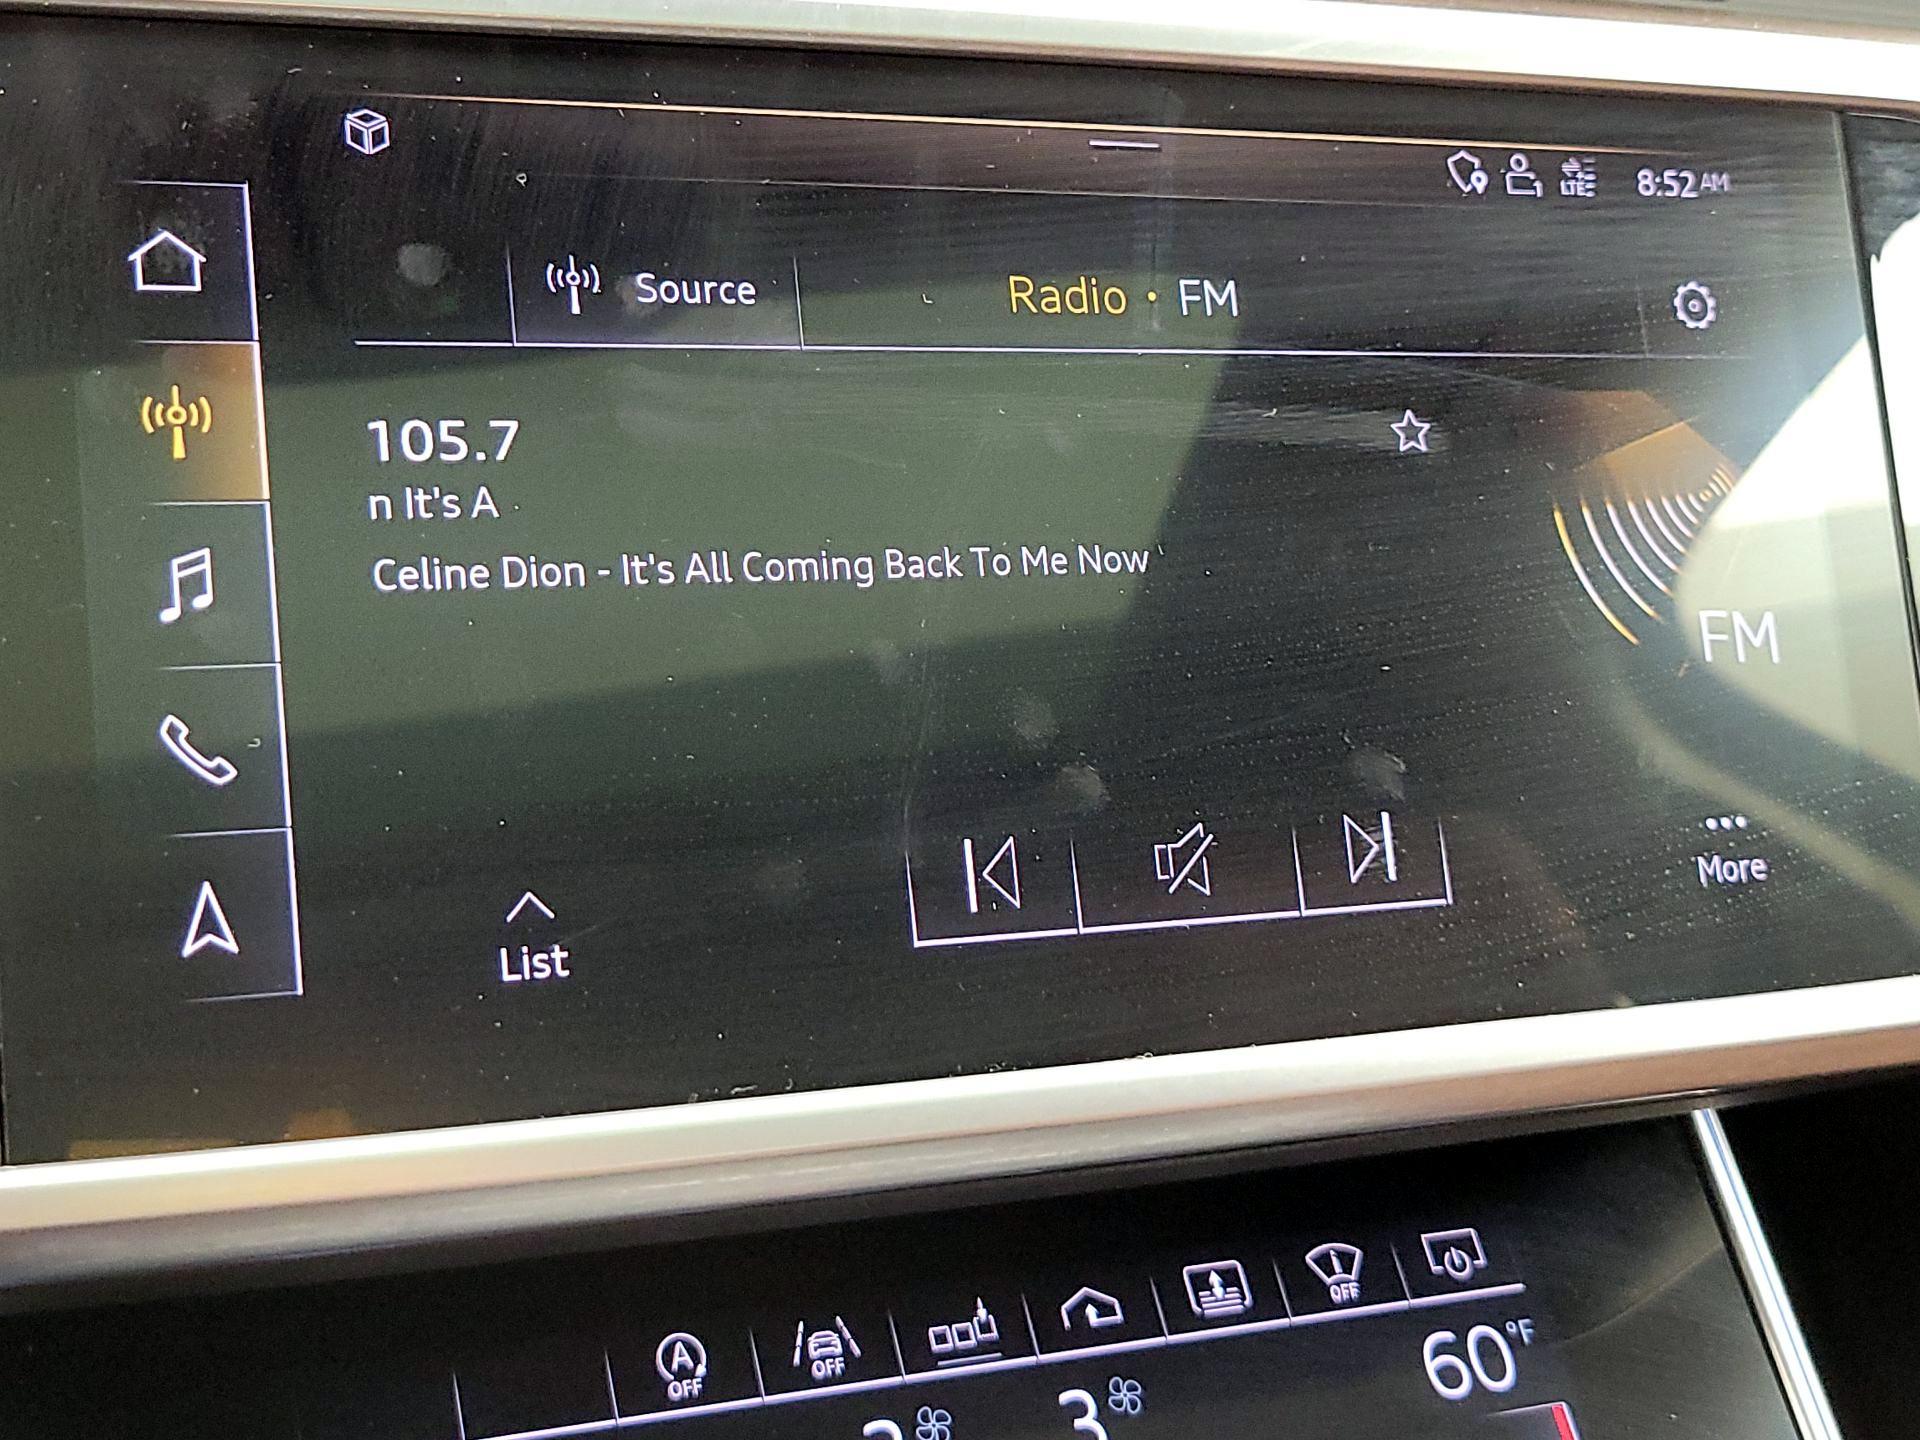 LTE 8:52 AM
Source
Radio · FM
105.7
n It's A
Celine Dion - It's All Coming Back To Me Now
FM
More
List
A OFF
OFF
OFF
3
60°F